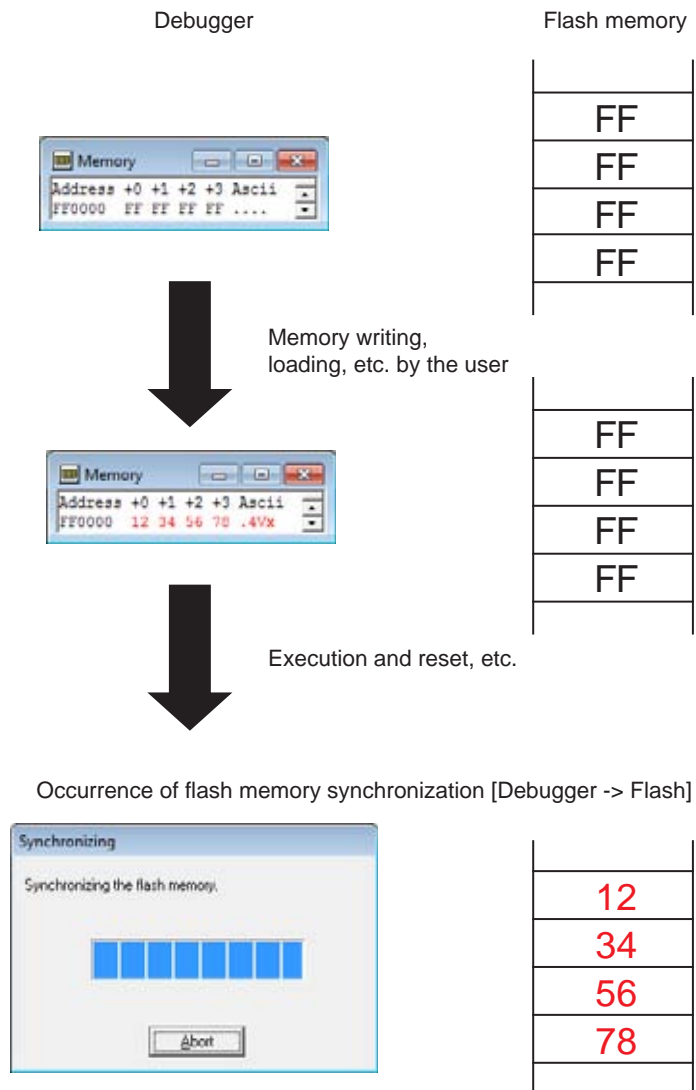 Debugger
Flash memory
FF
FF
FF
FF
Memory
Address +0 +1 +2 +3 Ascii
FF0000 FF FF FF FF ....
Memory writing,
loading, etc. by the user
FF
FF
FF
FF
Memory
Address +0 +1 +2 +3 Ascii
FF0000 12 34 56 78 .4Vx
Execution and reset, etc.
Occurrence of flash memory synchronization [Debugger -> Flash]
Synchronizing
Synchronizing the flash memory.
Abort
12
34
56
78